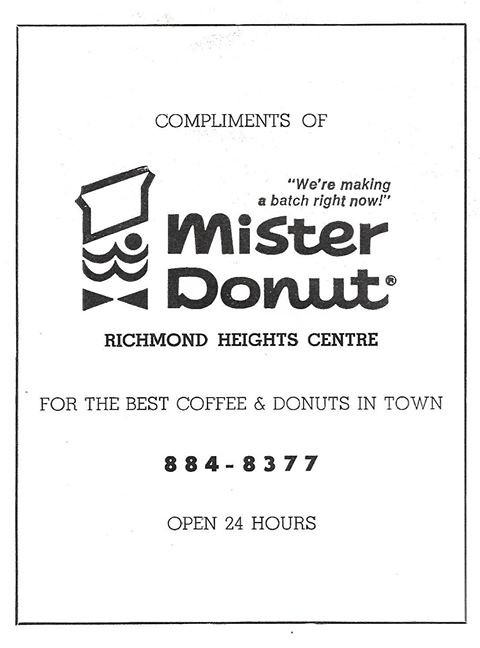 COMPLIMENTS OF
"We're making
a batch right now!"
Mister
Donut®
RICHMOND HEIGHTS CENTRE
FOR THE BEST COFFEE & DONUTS IN TOWN
884-8377
OPEN 24 HOURS